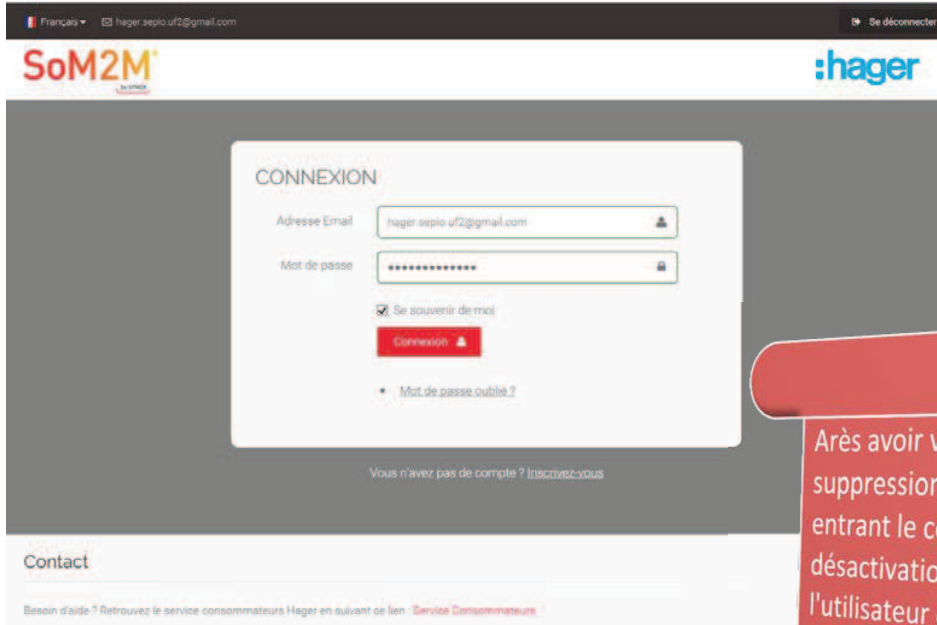 Français hager.sepio.uf2@gmail.com Se déconnecter
SoM2M
:hager
CONNEXION
Adresse Email hager.sepio.uf2@gmail.com
Mot de passe •••••••••••••
Se souvenir de moi
Connexion
• Mot de passe oublié ?
Vous n'avez pas de compte ? Inscrivez-vous
Arès avoir v
suppression
entrant le c
désactivatio
l'utilisateur
Contact
Besoin d'aide ? Retrouvez le service consommateurs Hager en suivant ce lien : Service Consommateurs